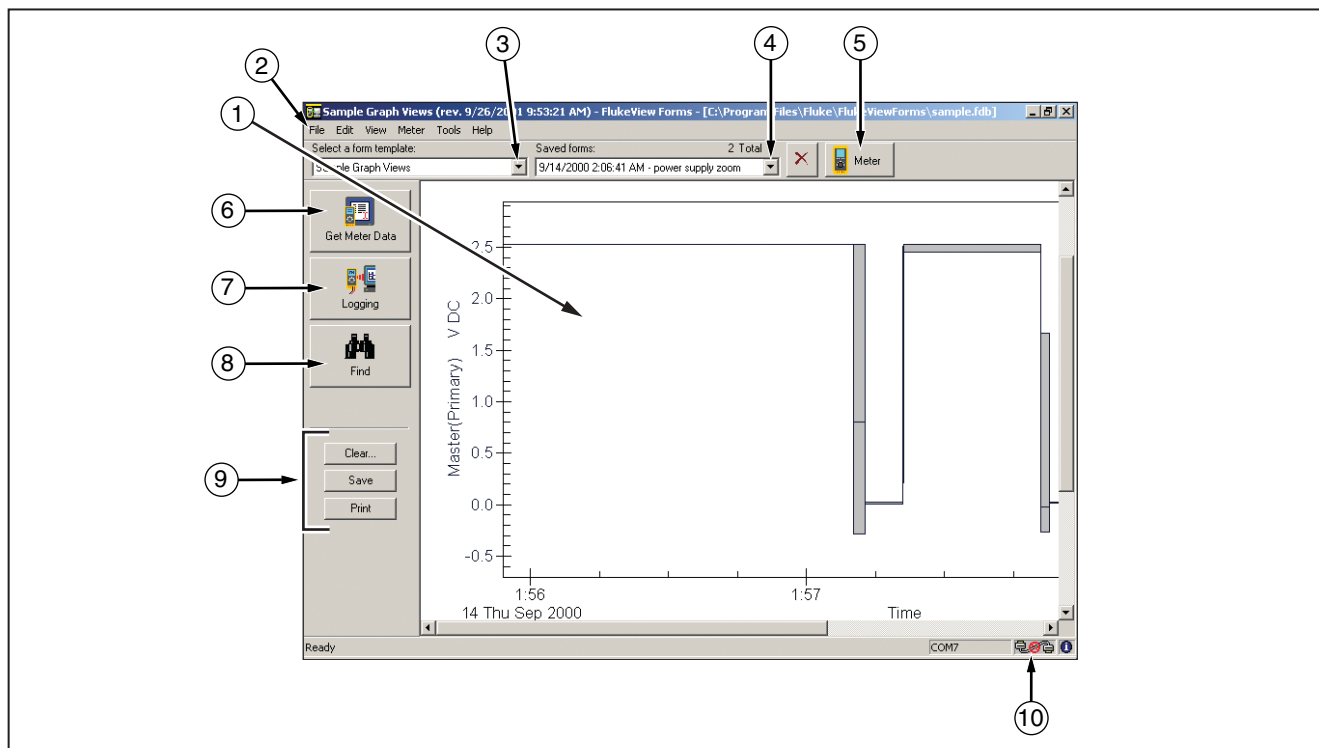 3
4
5
2
1
Sample Graph Views (rev. 9/26/2001 9:53:21 AM) - FlukeView Forms - [C:\Program Files\Fluke\FlukeViewForms\sample.fdb]
File Edit View Meter Tools Help
Select a form template:
Saved forms:
2 Total
Sample Graph Views
9/14/2000 2:06:41 AM - power supply zoom
Meter
6
Get Meter Data
7
Logging
8
Find
9
Clear...
Save
Print
Master(Primary) V DC
2.5
2.0
1.5
1.0
0.5
0.0
-0.5
1:56
1:57
14 Thu Sep 2000
Time
Ready
COM7
10